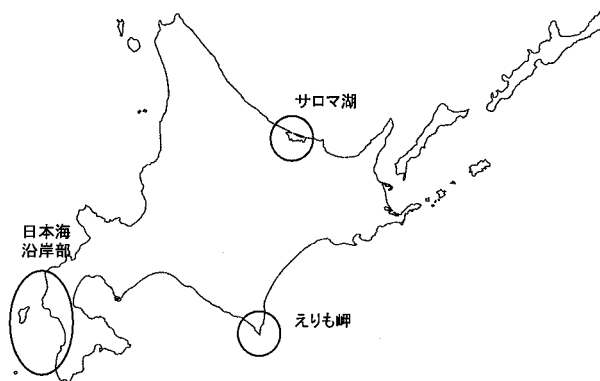 サロマ湖
日本海
沿岸部
えりも岬